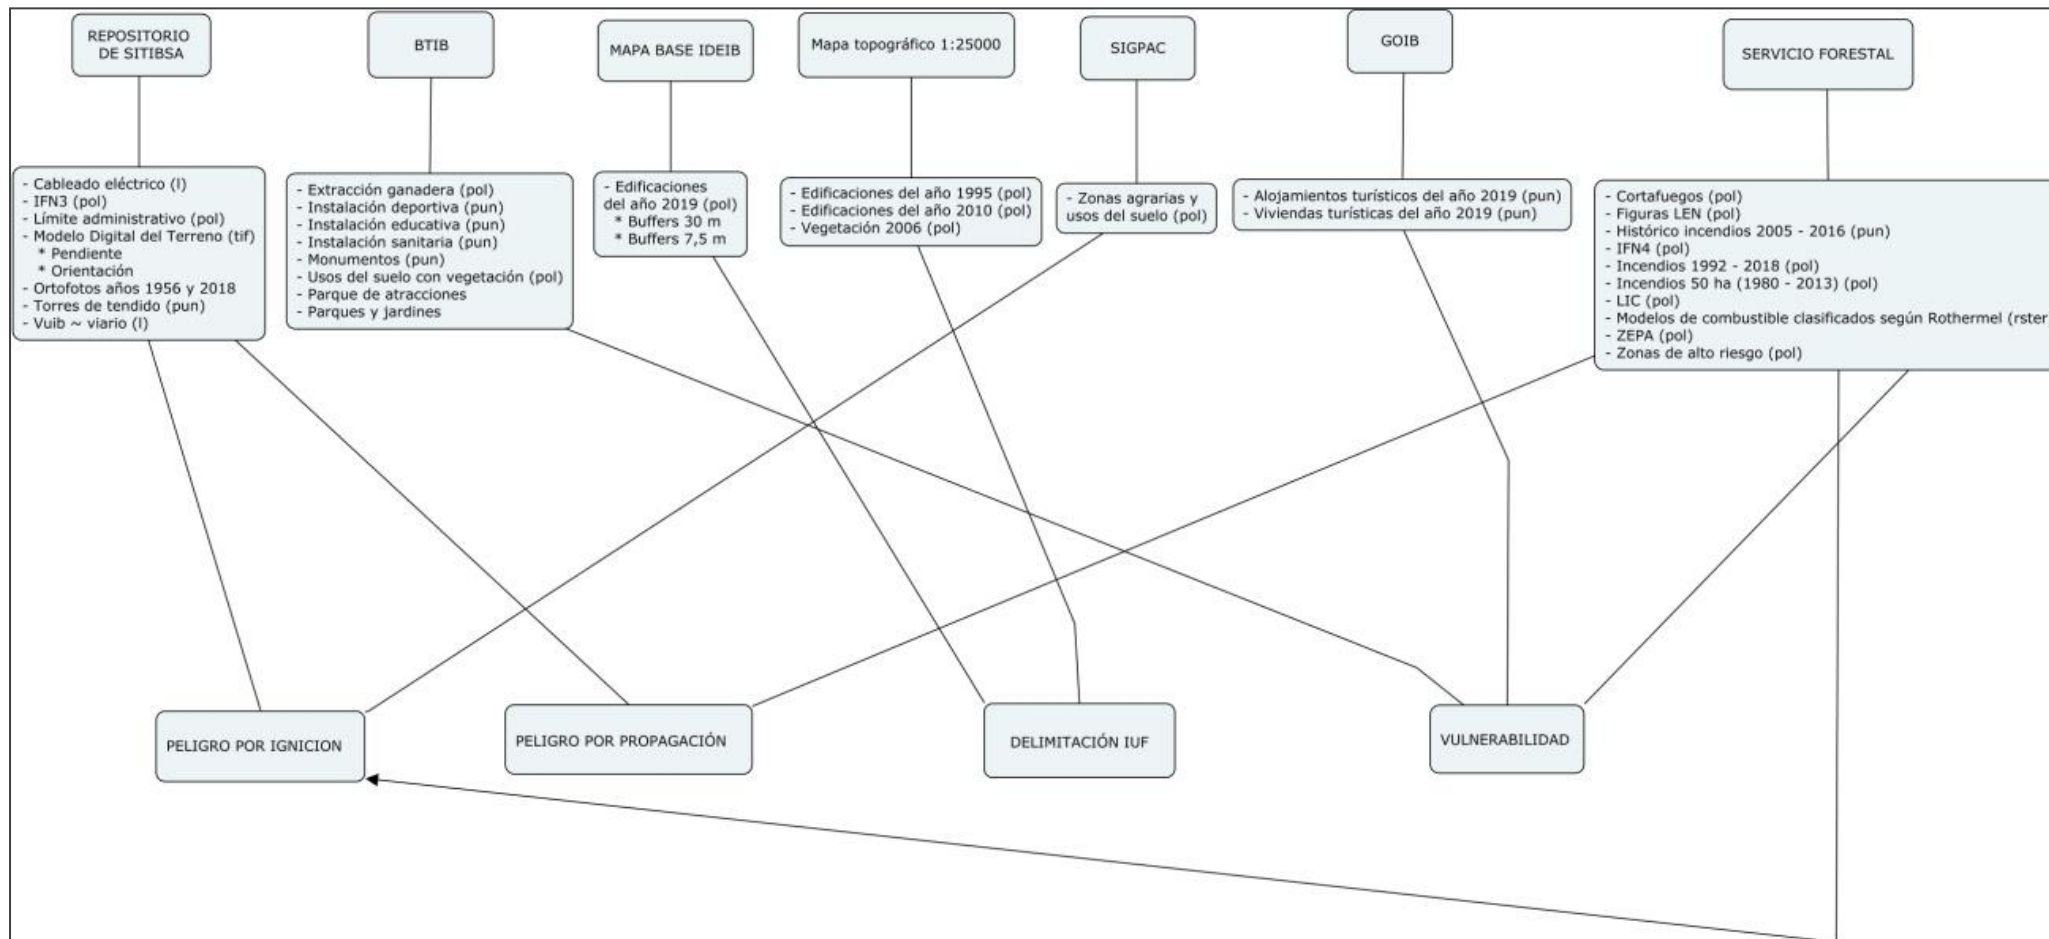 REPOSITORIO
DE SITIBSA
BTIB
MAPA BASE IDEIB
Mapa topográfico 1:25000
SIGPAC
GOIB
SERVICIO FORESTAL
- Cableado eléctrico (l)
- IFN3 (pol)
- Límite administrativo (pol)
- Modelo Digital del Terreno (tif)
* Pendiente
* Orientación
- Ortofotos años 1956 y 2018
- Torres de tendido (pun)
- Vuib ~ viario (l)
- Extracción ganadera (pol)
- Instalación deportiva (pun)
- Instalación educativa (pun)
- Instalación sanitaria (pun)
- Monumentos (pun)
- Usos del suelo con vegetación (pol)
- Parque de atracciones
- Parques y jardines
- Edificaciones
del año 2019 (pol)
* Buffers 30 m
* Buffers 7,5 m
- Edificaciones del año 1995 (pol)
- Edificaciones del año 2010 (pol)
- Vegetación 2006 (pol)
- Zonas agrarias y
usos del suelo (pol)
- Alojamientos turísticos del año 2019 (pun)
- Viviendas turísticas del año 2019 (pun)
- Cortafuegos (pol)
- Figuras LEN (pol)
- Histórico incendios 2005 - 2016 (pun)
- IFN4 (pol)
- Incendios 1992 - 2018 (pol)
- Incendios 50 ha (1980 - 2013) (pol)
- LIC (pol)
- Modelos de combustible clasificados según Rothermel (rster
- ZEPA (pol)
- Zonas de alto riesgo (pol)
PELIGRO POR IGNICION
PELIGRO POR PROPAGACIÓN
DELIMITACIÓN IUF
VULNERABILIDAD